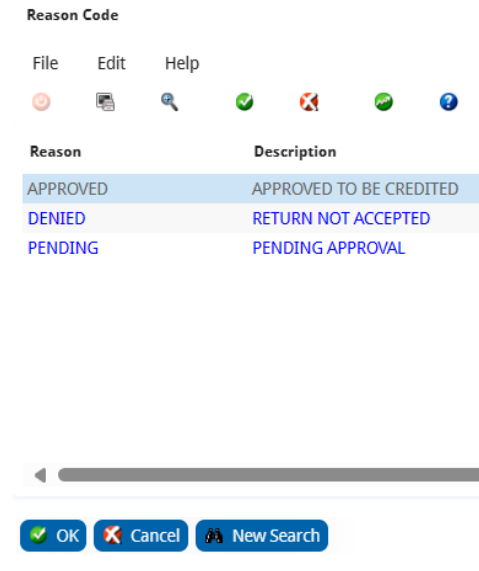 Reason Code
File Edit Help
Reason Description
APPROVED APPROVED TO BE CREDITED
DENIED RETURN NOT ACCEPTED
PENDING PENDING APPROVAL
OK Cancel New Search